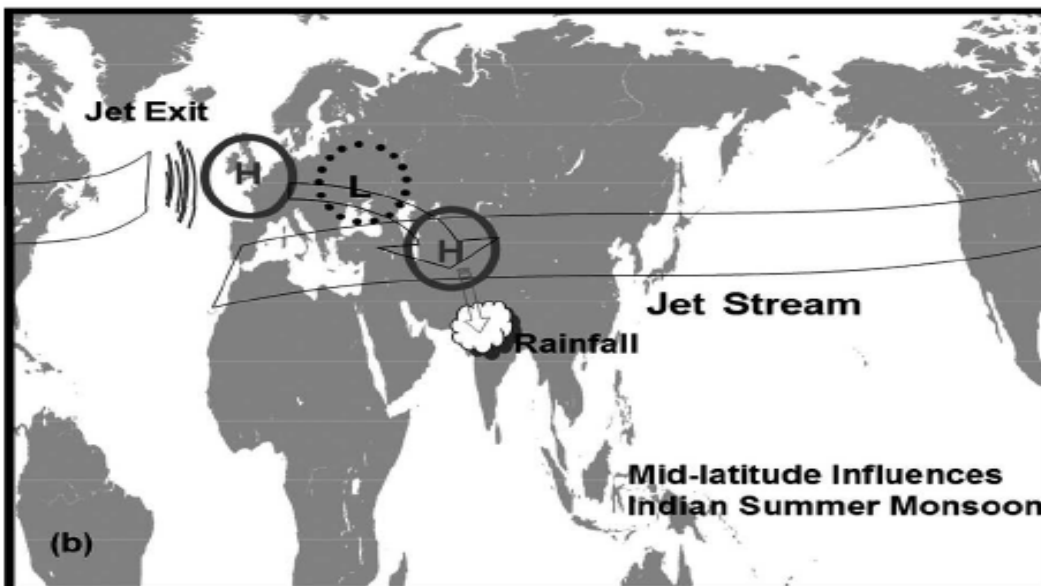 Jet Exit
H
L
H
Jet Stream
Rainfall
Mid-latitude Influences
Indian Summer Monsoon
(b)